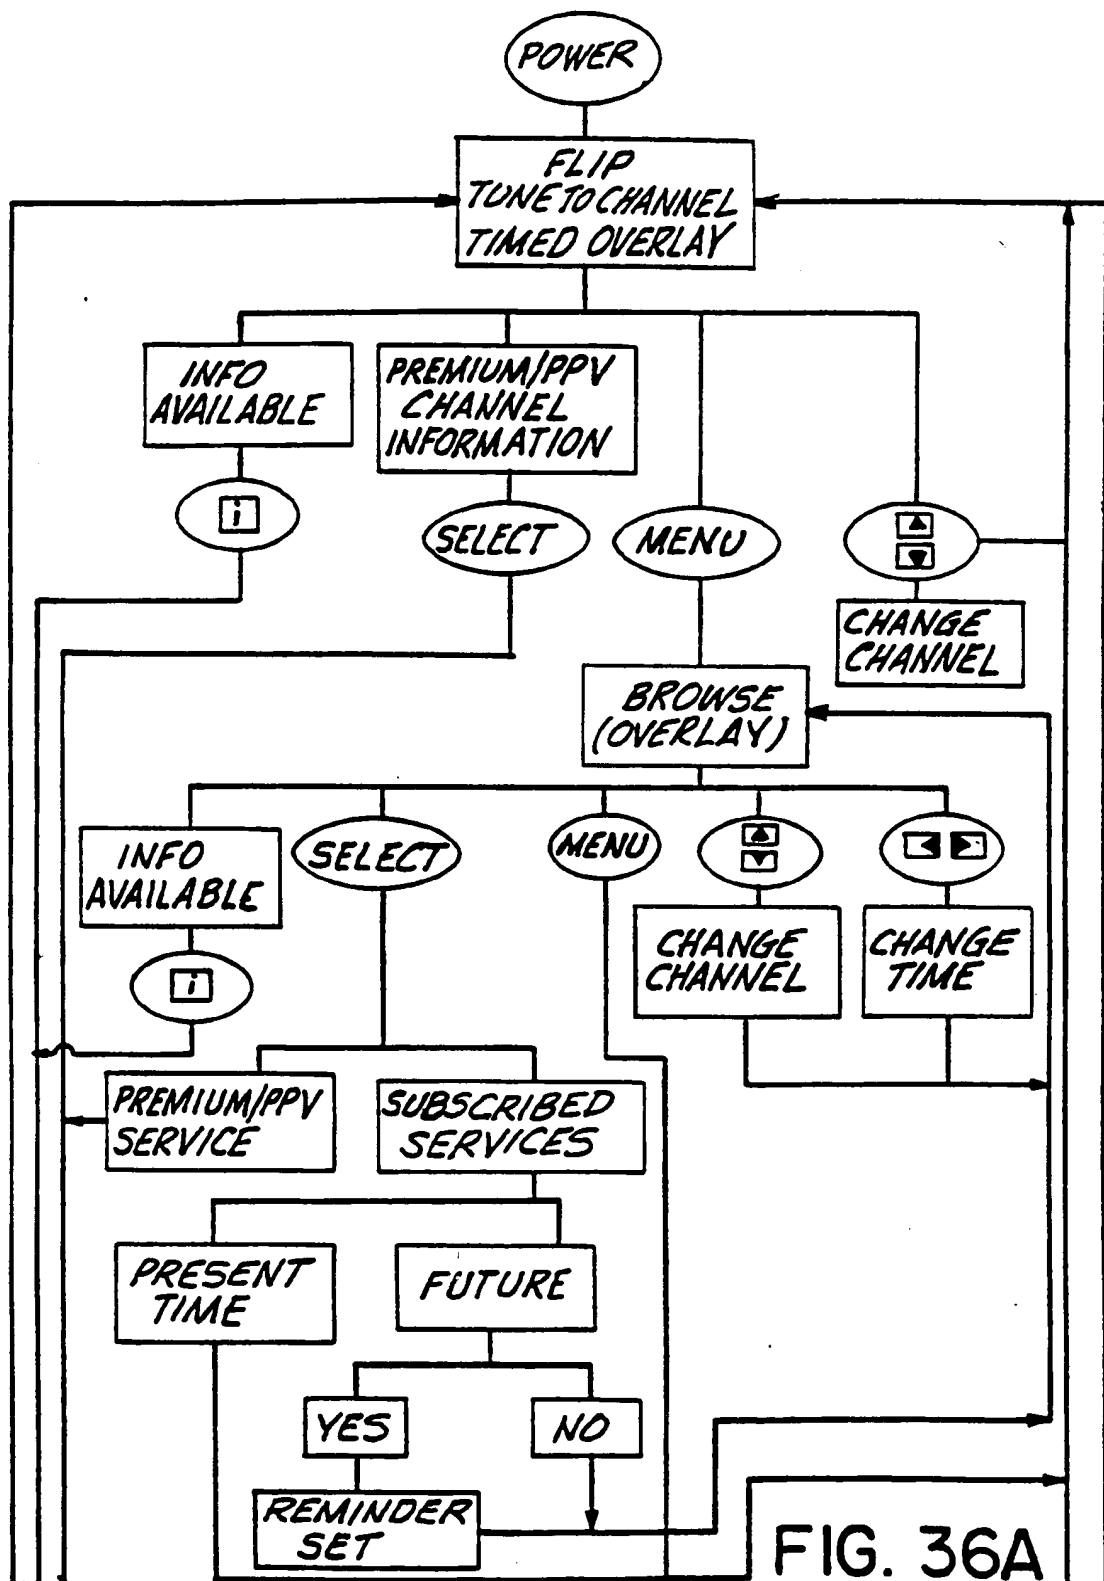 POWER
FLIP
TUNE TO CHANNEL
TIMED OVERLAY
INFO
AVAILABLE
PREMIUM/PPV
CHANNEL
INFORMATION
i
SELECT
MENU
CHANGE
CHANNEL
BROWSE
(OVERLAY)
INFO
AVAILABLE
SELECT
MENU
i
CHANGE
CHANNEL
CHANGE
TIME
PREMIUM/PPV
SERVICE
SUBSCRIBED
SERVICES
PRESENT
TIME
FUTURE
YES
NO
REMINDER
SET
FIG. 36A